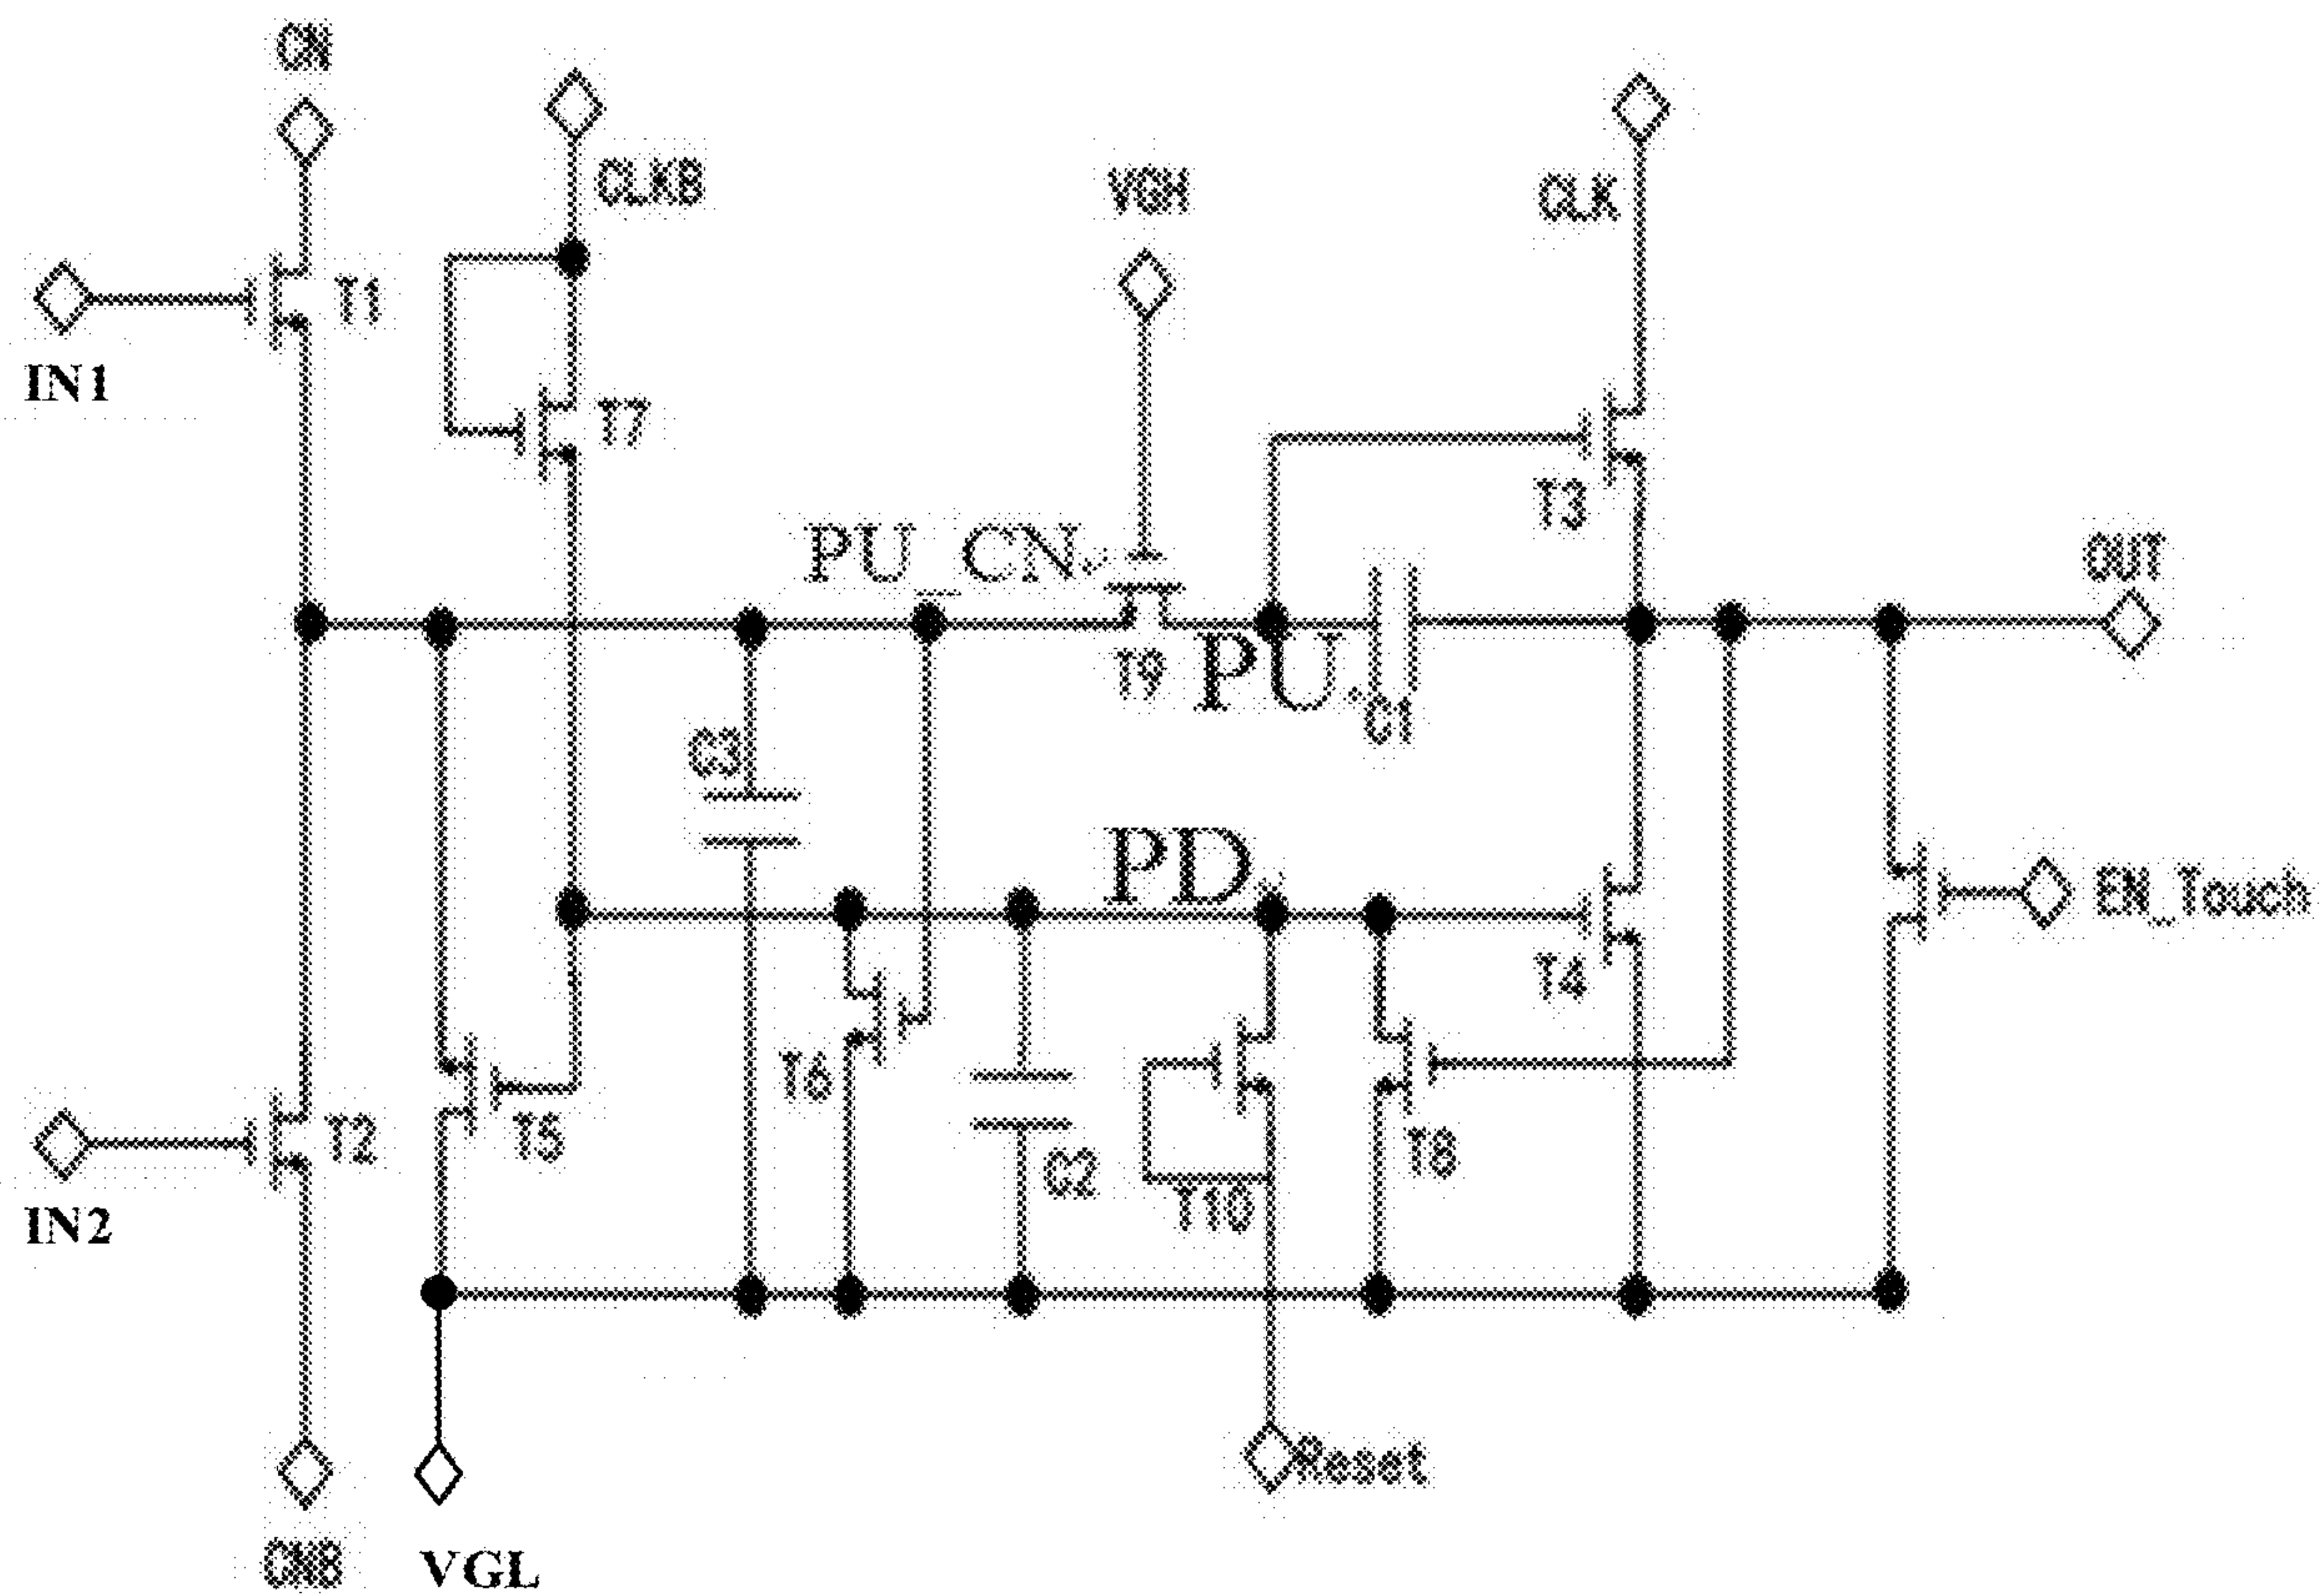 CN
CLKB
VGH
CLK
T1
IN1
T7
T3
PU_CN
OUT
T9
PU
C1
C3
PD
EN_Touch
T4
T6
T5
T2
C2
T8
T10
IN2
Reset
CNB
VGL